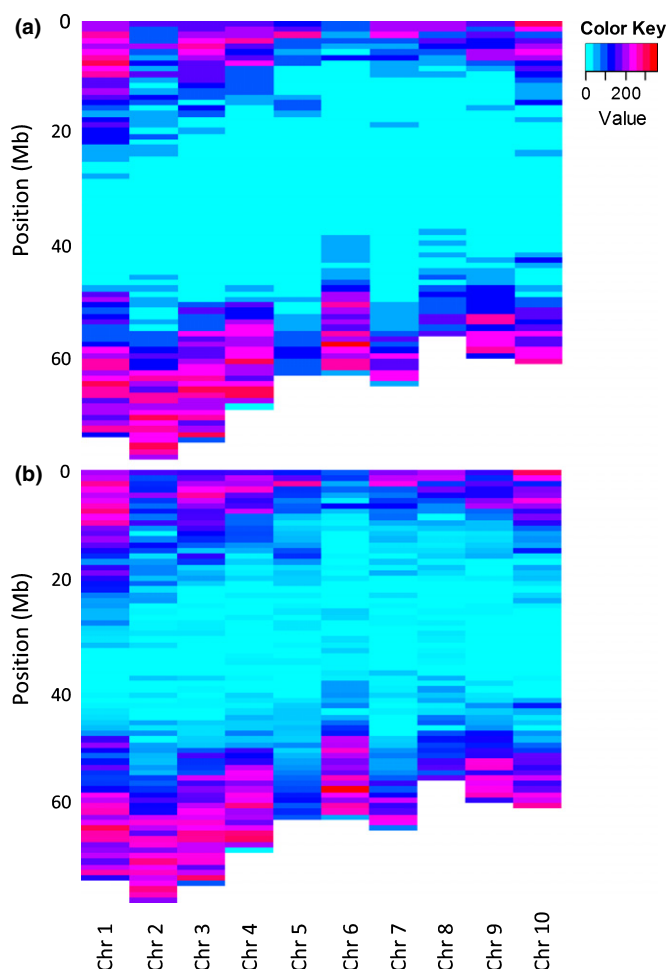 (a)
0
20
40
60
Position (Mb)
Color Key
0 200
Value
(b)
0
20
40
60
Position (Mb)
Chr 1
Chr 2
Chr 3
Chr 4
Chr 5
Chr 6
Chr 7
Chr 8
Chr 9
Chr 10